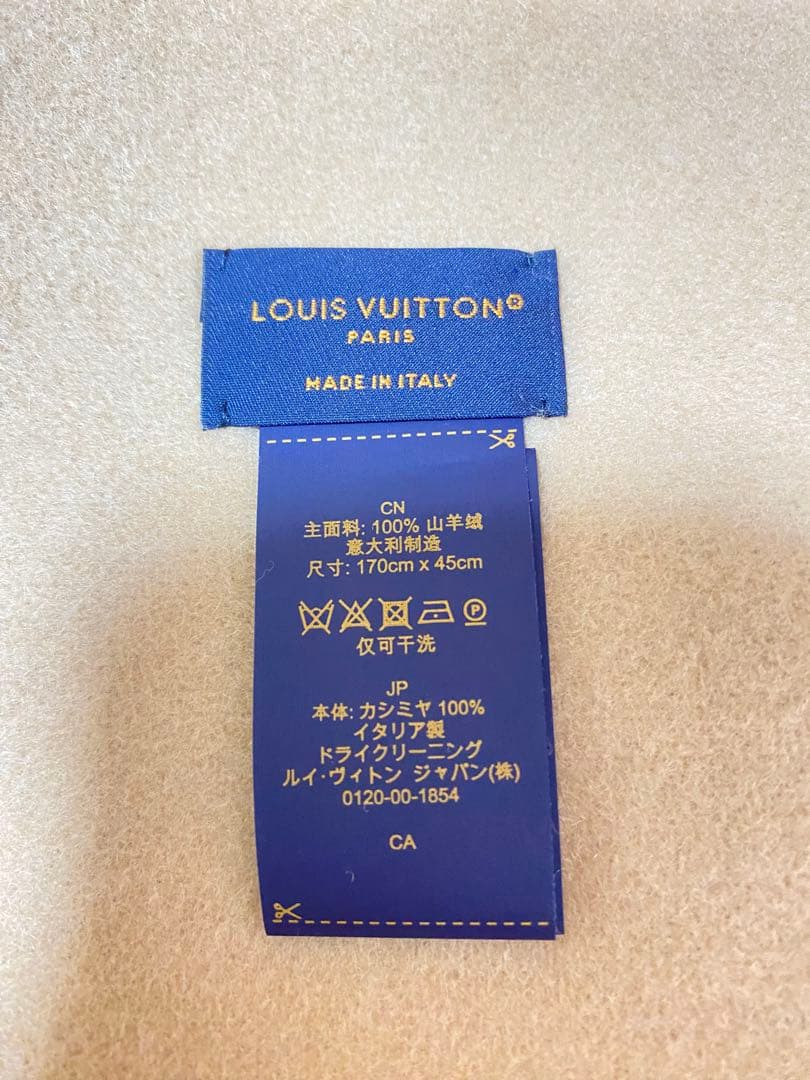 LOUIS VUITTON®
PARIS
MADE IN ITALY
CN
主面料: 100% 山羊绒
意大利制造
尺寸: 170cm x 45cm
P
仅可干洗
JP
本体: カシミヤ 100%
イタリア製
ドライクリーニング
ルイ·ヴィトン ジャパン(株)
0120-00-1854
CA